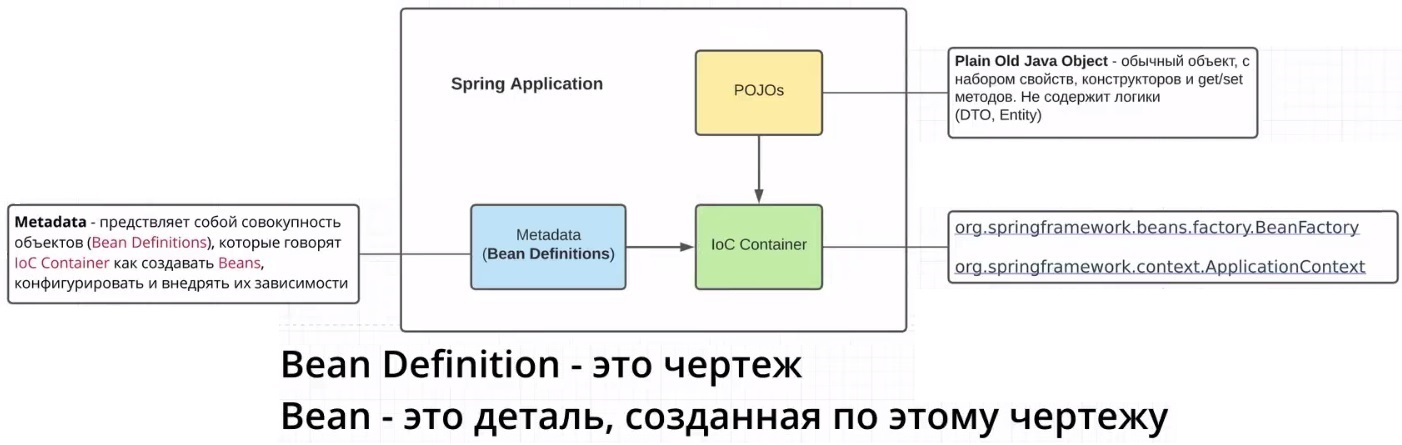 Spring Application
POJOs
Plain Old Java Object - обычный объект, с
набором свойств, конструкторов и get/set
методов. Не содержит логики
(DTO, Entity)
Metadata - предствляет собой совокупность
объектов (Bean Definitions), которые говорят
IoC Container как создавать Beans,
конфигурировать и внедрять их зависимости
Metadata
(Bean Definitions)
IoC Container
org.springframework.beans.factory.BeanFactory
org.springframework.context.ApplicationContext
Bean Definition - это чертеж
Bean - это деталь, созданная по этому чертежу